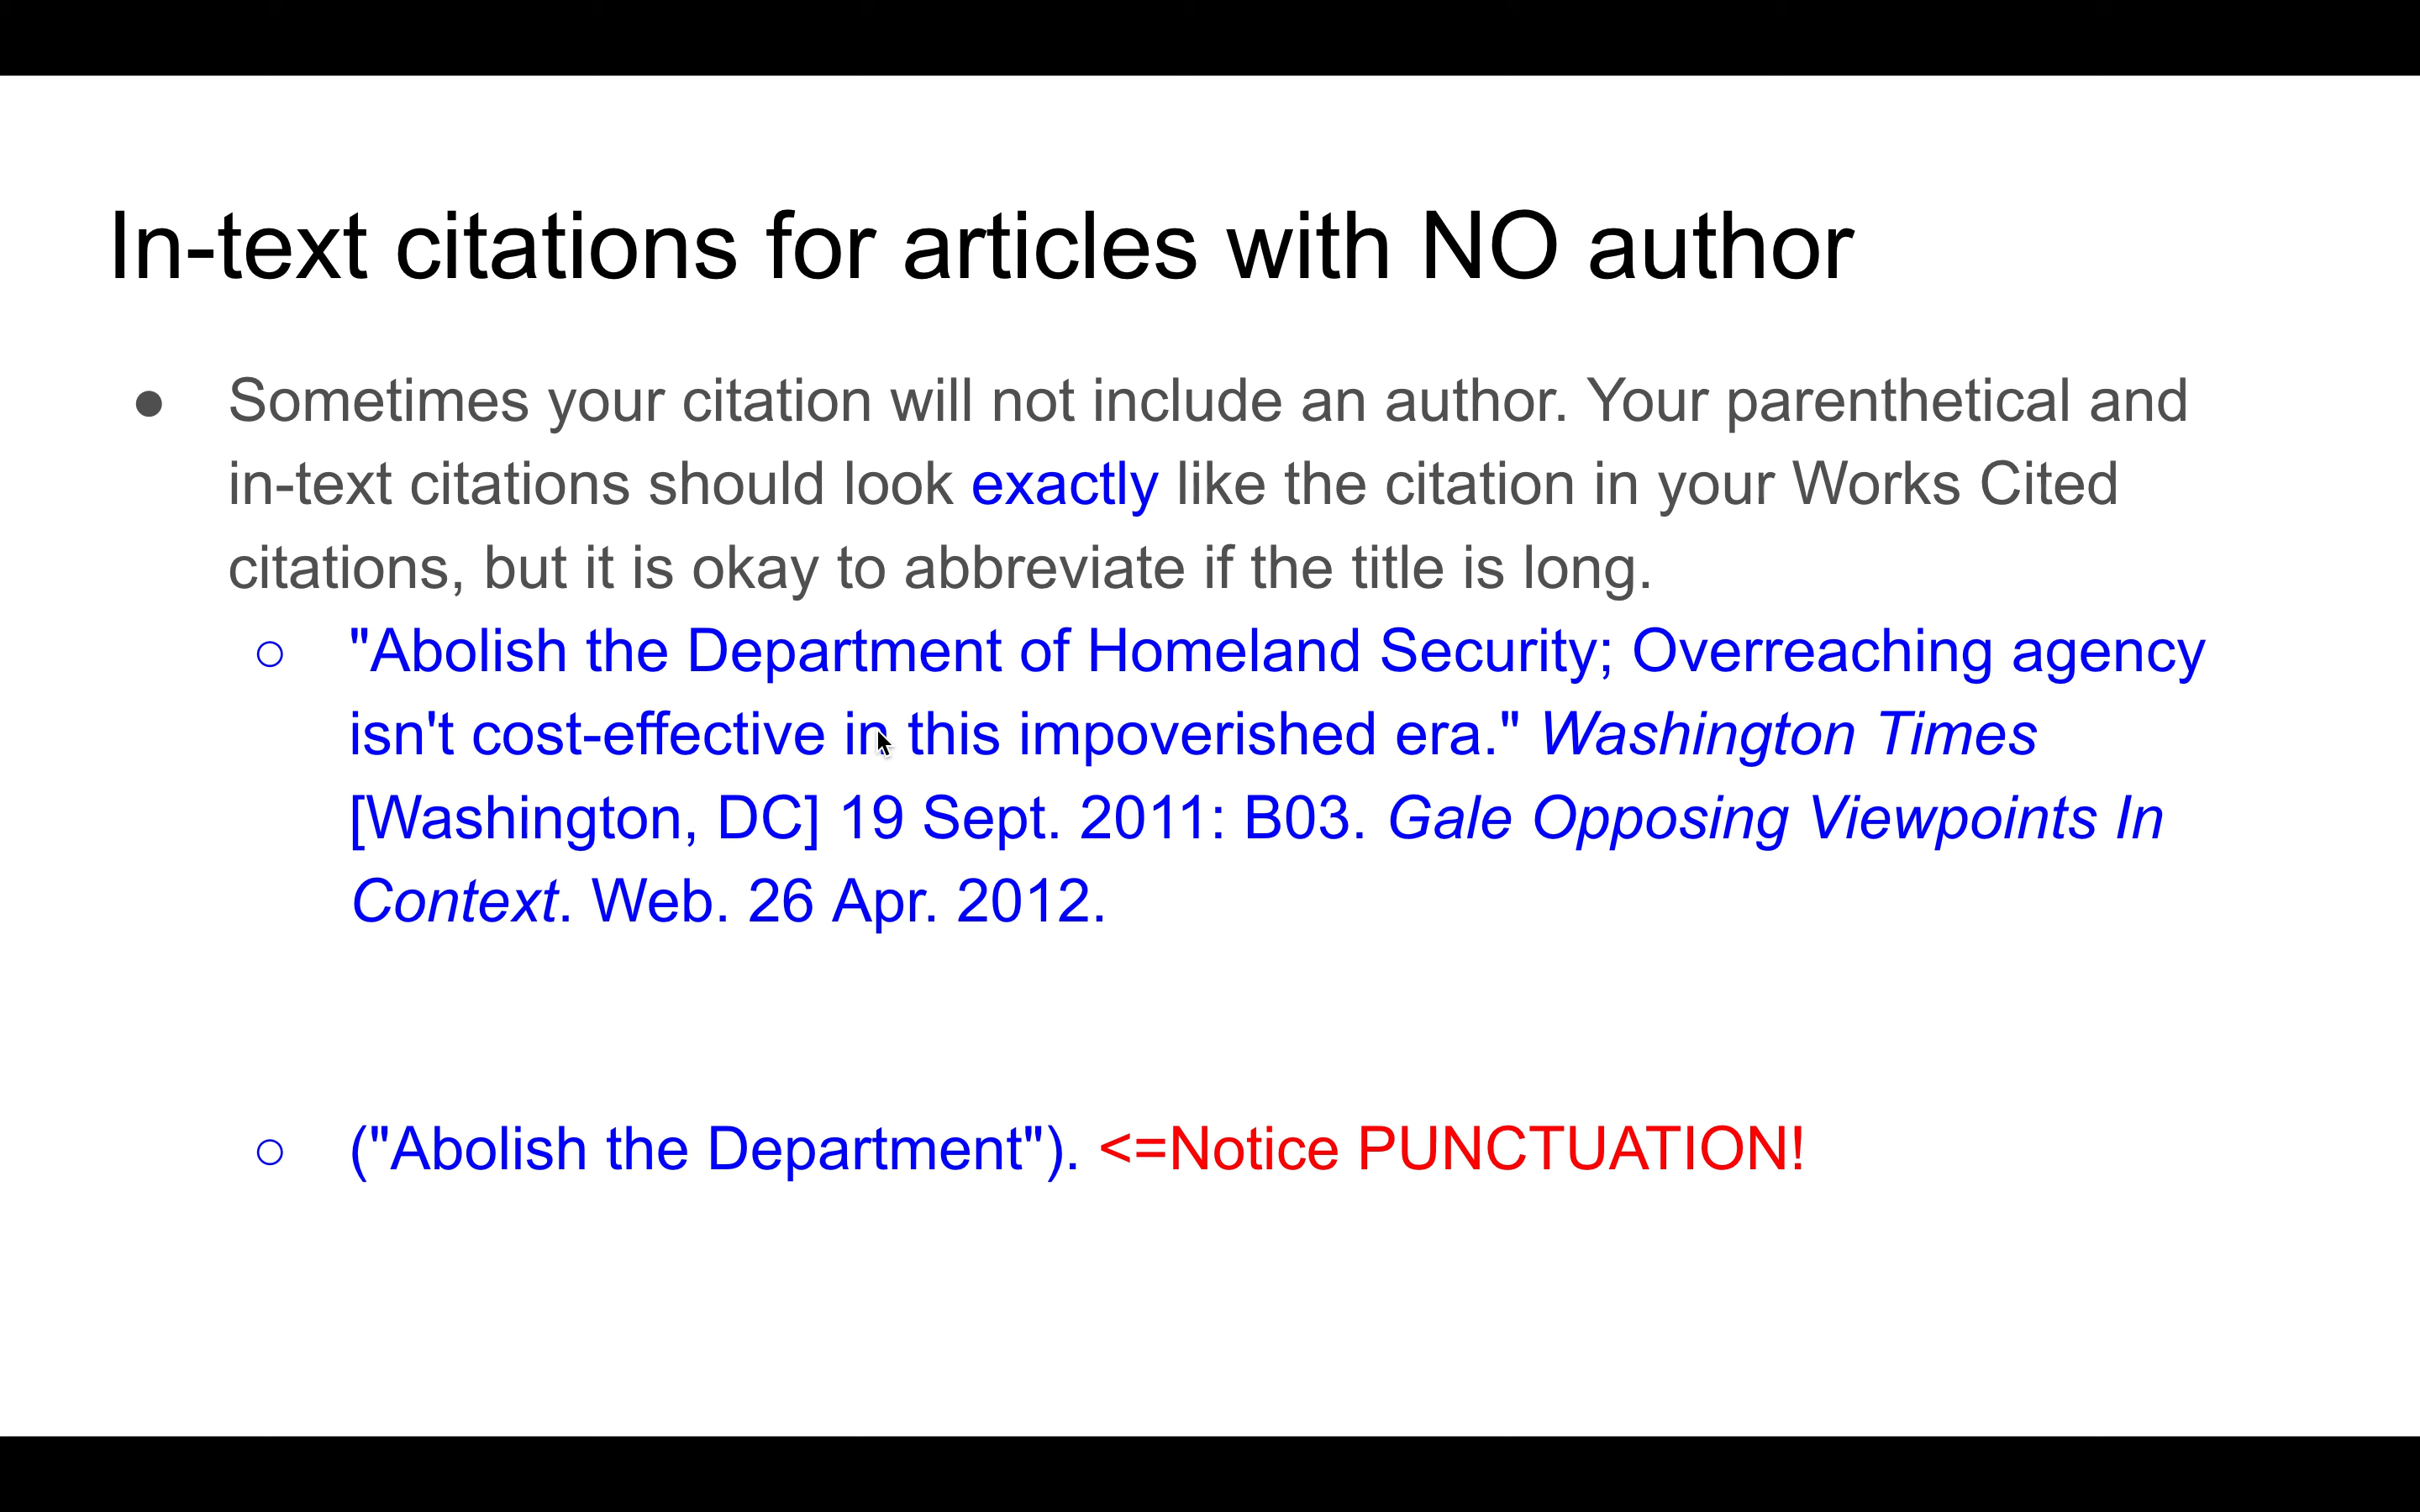 In-text citations for articles with NO author
● Sometimes your citation will not include an author. Your parenthetical and
in-text citations should look exactly like the citation in your Works Cited
citations, but it is okay to abbreviate if the title is long.
○ "Abolish the Department of Homeland Security; Overreaching agency
isn't cost-effective in this impoverished era." Washington Times
[Washington, DC] 19 Sept. 2011: B03. Gale Opposing Viewpoints In
Context. Web. 26 Apr. 2012.
○ ("Abolish the Department"). <=Notice PUNCTUATION!